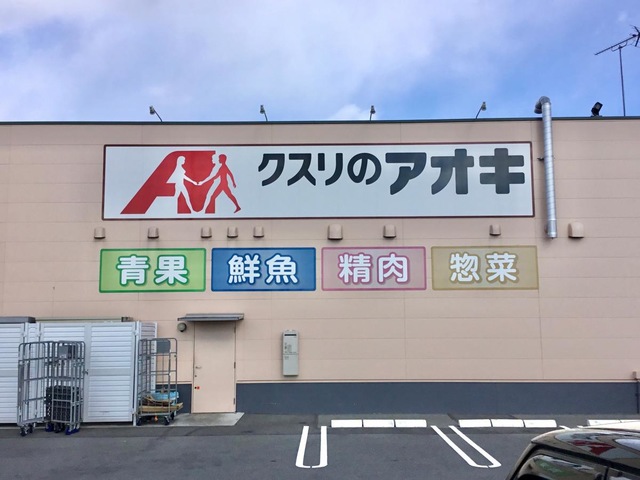 クスリのアオキ
青果
鮮魚
精肉
惣菜